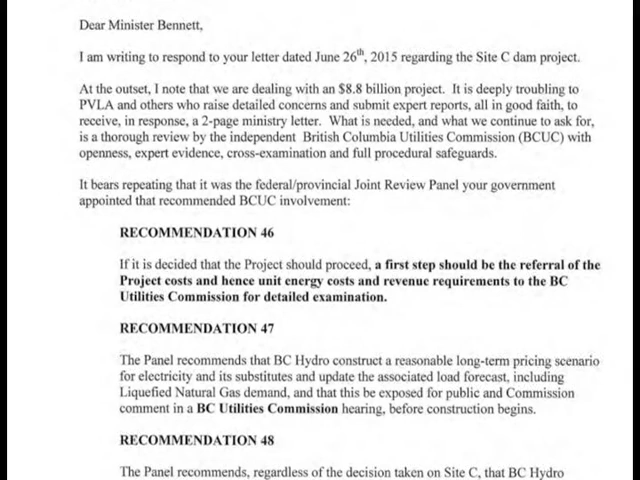 Dear Minister Bennett,
I am writing to respond to your letter dated June 26th, 2015 regarding the Site C dam project.
At the outset, I note that we are dealing with an $8.8 billion project.  It is deeply troubling to
PVLA and others who raise detailed concerns and submit expert reports, all in good faith, to
receive, in response, a 2-page ministry letter.  What is needed, and what we continue to ask for,
is a thorough review by the independent  British Columbia Utilities Commission (BCUC) with
openness, expert evidence, cross-examination and full procedural safeguards.
It bears repeating that it was the federal/provincial Joint Review Panel your government
appointed that recommended BCUC involvement:
RECOMMENDATION 46
If it is decided that the Project should proceed, a first step should be the referral of the
Project costs and hence unit energy costs and revenue requirements to the BC
Utilities Commission for detailed examination.
RECOMMENDATION 47
The Panel recommends that BC Hydro construct a reasonable long-term pricing scenario
for electricity and its substitutes and update the associated load forecast, including
Liquefied Natural Gas demand, and that this be exposed for public and Commission
comment in a BC Utilities Commission hearing, before construction begins.
RECOMMENDATION 48
The Panel recommends, regardless of the decision taken on Site C, that BC Hydro